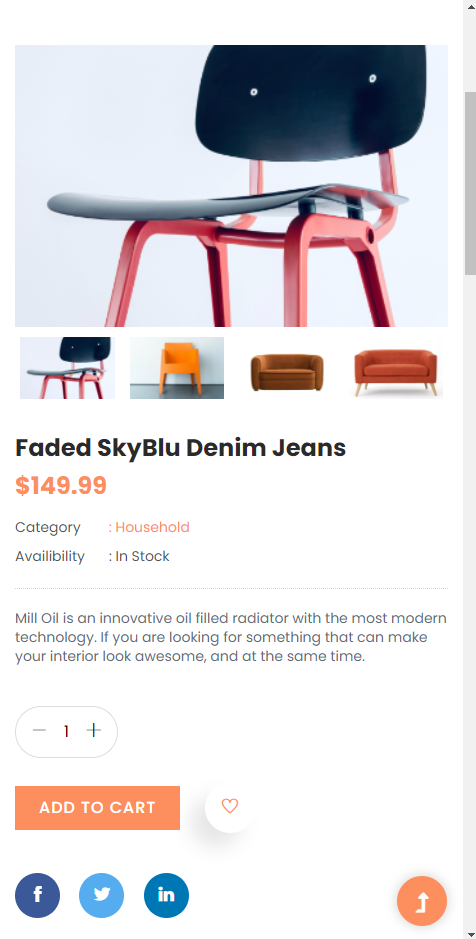 Faded SkyBlu Denim Jeans
$149.99
Category : Household
Availibility : In Stock
Mill Oil is an innovative oil filled radiator with the most modern
technology. If you are looking for something that can make
your interior look awesome, and at the same time.
1
ADD TO CART